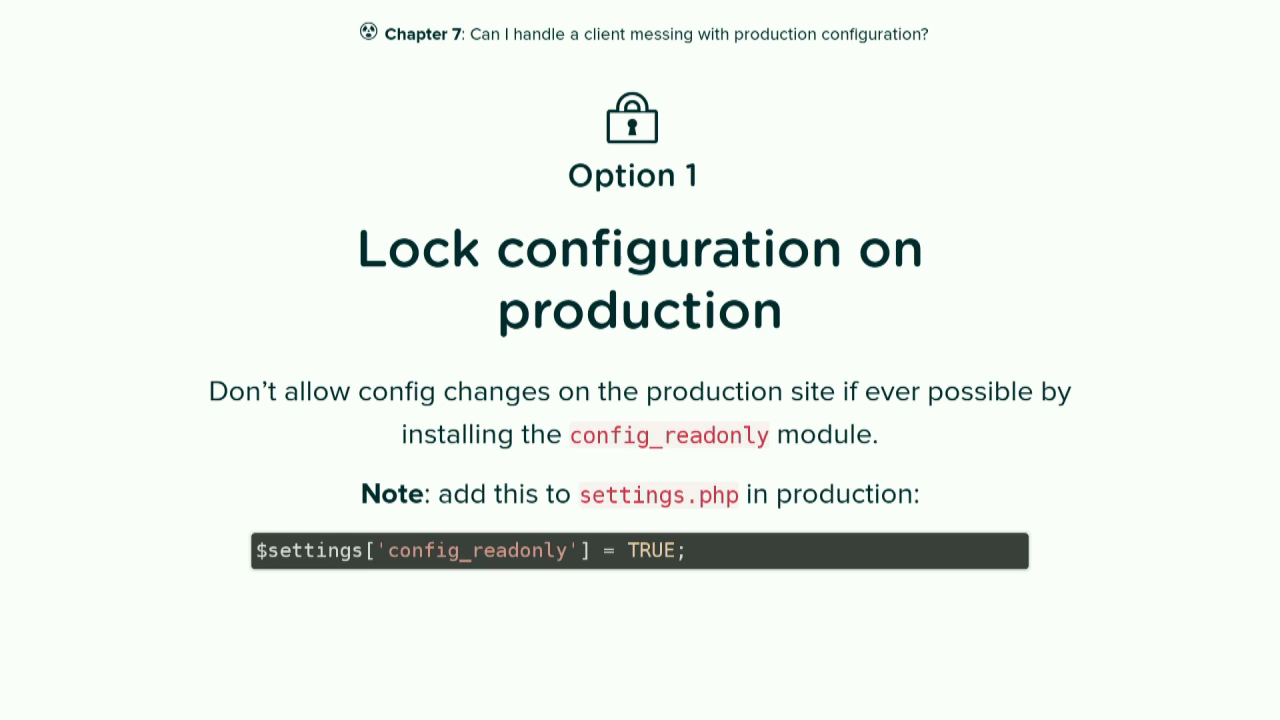 Chapter 7: Can I handle a client messing with production configuration?
Option 1
Lock configuration on
production
Don’t allow config changes on the production site if ever possible by
installing the config_readonly module.
Note: add this to settings.php in production:
$settings['config_readonly'] = TRUE;